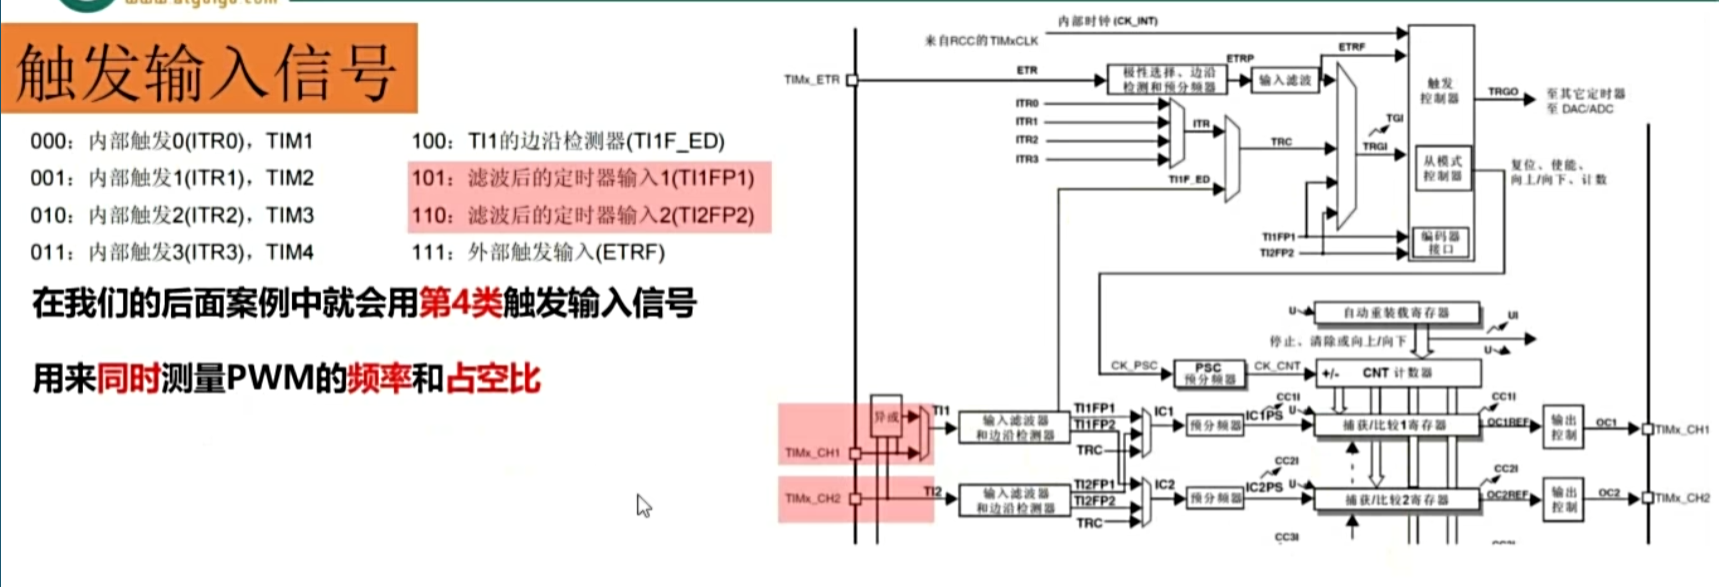 www.atguigu.com
触发输入信号
000：内部触发0(ITR0)，TIM1
001：内部触发1(ITR1)，TIM2
010：内部触发2(ITR2)，TIM3
011：内部触发3(ITR3)，TIM4
100：TI1的边沿检测器(TI1F_ED)
101：滤波后的定时器输入1(TI1FP1)
110：滤波后的定时器输入2(TI2FP2)
111：外部触发输入(ETRF)
在我们的后面案例中就会用第4类触发输入信号
用来同时测量PWM的频率和占空比
内部时钟(CK_INT)
来自RCC的TIMxCLK
TIMx_ETR
ETR
极性选择、边沿
检测和预分频器
ETRP
输入滤波
ETRF
触发
控制器
TRGO
至其它定时器
至 DAC/ADC
ITR0
ITR1
ITR2
ITR3
ITR
TRC
TI1F_ED
TGI
TRGI
从模式
控制器
复位、使能、
向上/向下、计数
TI1FP1
TI2FP2
编码器
接口
U
自动重装载寄存器
UI
停止、清除或向上/向下
U
CK_PSC
PSC
预分频器
CK_CNT
+/-
CNT 计数器
异或
TI1
TIMx_CH1
输入滤波器
和边沿检测器
TI1FP1
TI1FP2
TRC
IC1
预分频器
IC1PS
CC1I
U
捕获/比较1寄存器
CC1I
OC1REF
输出
控制
OC1
TIMx_CH1
TIMx_CH2
TI2
输入滤波器
和边沿检测器
TI2FP1
TI2FP2
TRC
IC2
预分频器
IC2PS
CC2I
U
捕获/比较2寄存器
CC2I
OC2REF
输出
控制
OC2
TIMx_CH2
CC3I